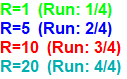 R=1 (Run: 1/4)
R=5 (Run: 2/4)
R=10 (Run: 3/4)
R=20 (Run: 4/4)